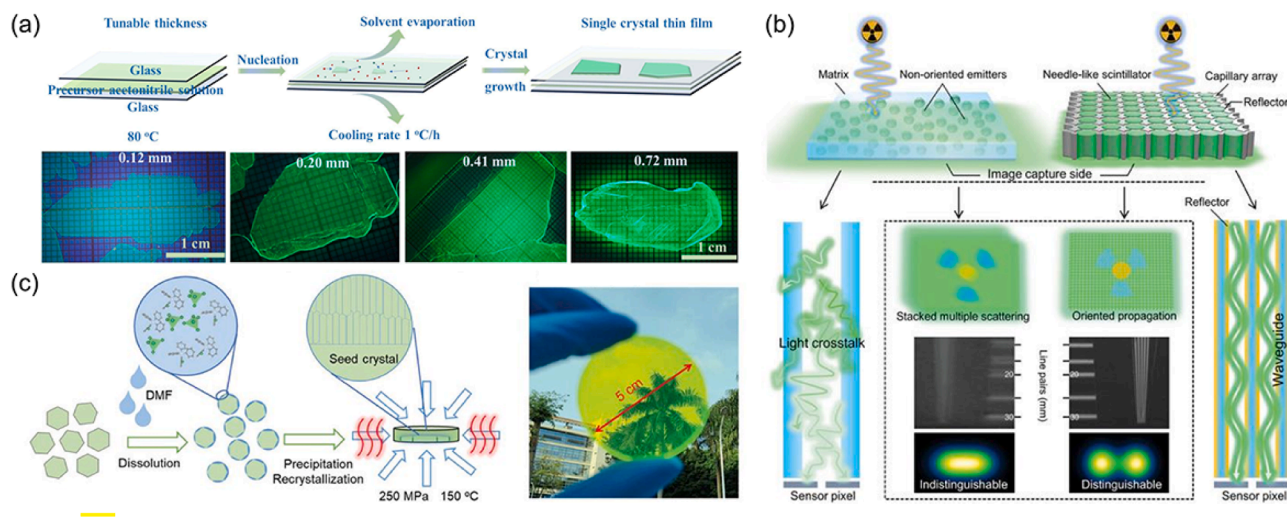 (a)
Tunable thickness
Solvent evaporation
Single crystal thin film
Glass
Precursor acetonitrile solution
Glass
Nucleation
Crystal
growth
80 °C
Cooling rate 1 °C/h
0.12 mm
1 cm
0.20 mm
0.41 mm
0.72 mm
1 cm
(b)
Matrix
Non-oriented emitters
Needle-like scintillator
Capillary array
Reflector
Image capture side
Reflector
Light crosstalk
Stacked multiple scattering
Oriented propagation
20
30
Line pairs (mm)
20
30
Waveguide
Indistinguishable
Distinguishable
Sensor pixel
Sensor pixel
(c)
DMF
Dissolution
Precipitation
Recrystallization
Seed crystal
250 MPa
150 °C
5 cm